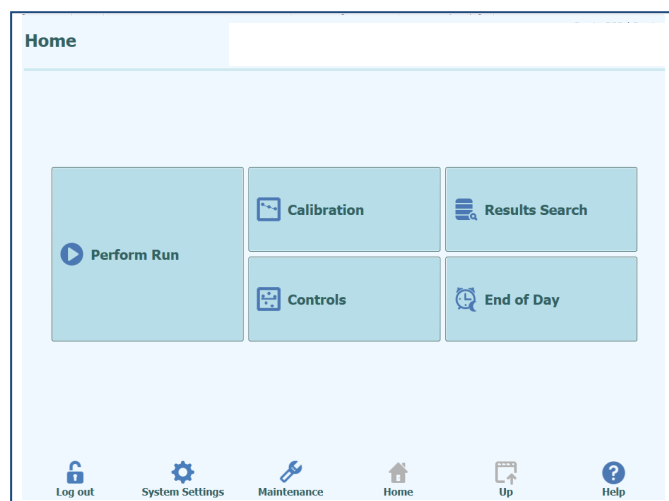 Home
Perform Run
Calibration
Results Search
Controls
End of Day
Log out
System Settings
Maintenance
Home
Up
Help